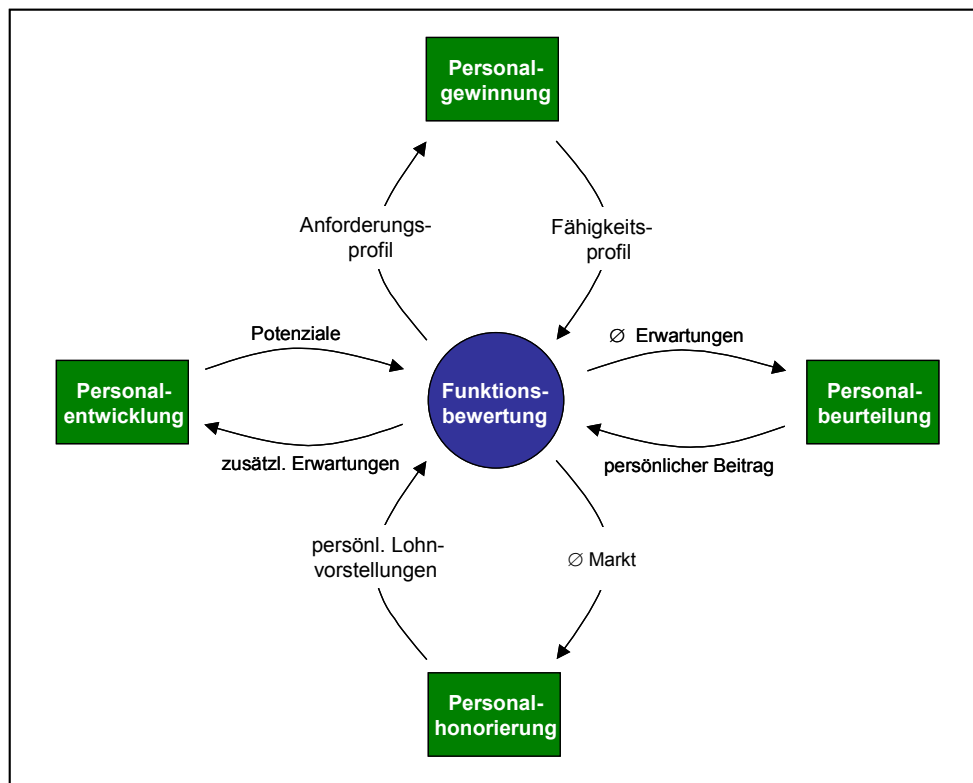 Personal-
gewinnung
Anforderungs-
profil
Fähigkeits-
profil
Potenziale
∅ Erwartungen
Personal-
entwicklung
Funktions-
bewertung
Personal-
beurteilung
zusätzl. Erwartungen
persönlicher Beitrag
persönl. Lohn-
vorstellungen
∅ Markt
Personal-
honorierung